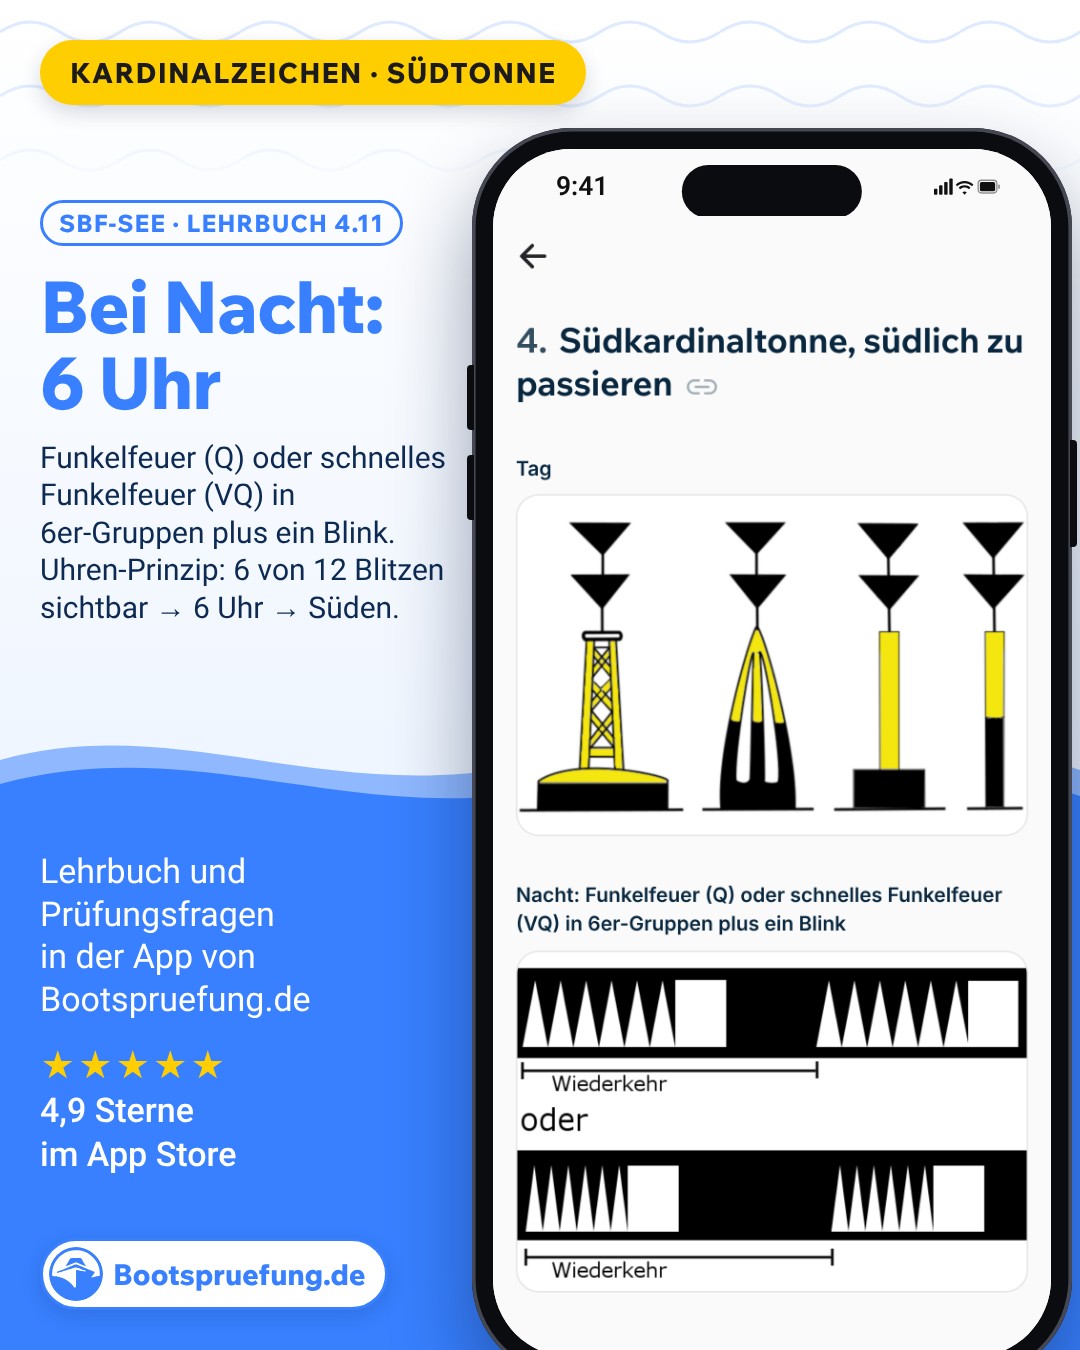 KARDINALZEICHEN · SÜDTONNE
SBF-SEE · LEHRBUCH 4.11
Bei Nacht:
6 Uhr
Funkelfeuer (Q) oder schnelles
Funkelfeuer (VQ) in
6er-Gruppen plus ein Blink.
Uhren-Prinzip: 6 von 12 Blitzen
sichtbar → 6 Uhr → Süden.
Lehrbuch und
Prüfungsfragen
in der App von
Bootspruefung.de
★★★★★
4,9 Sterne
im App Store
Bootspruefung.de
9:41
4. Südkardinaltonne, südlich zu
passieren
Tag
Nacht: Funkelfeuer (Q) oder schnelles Funkelfeuer
(VQ) in 6er-Gruppen plus ein Blink
Wiederkehr
oder
Wiederkehr